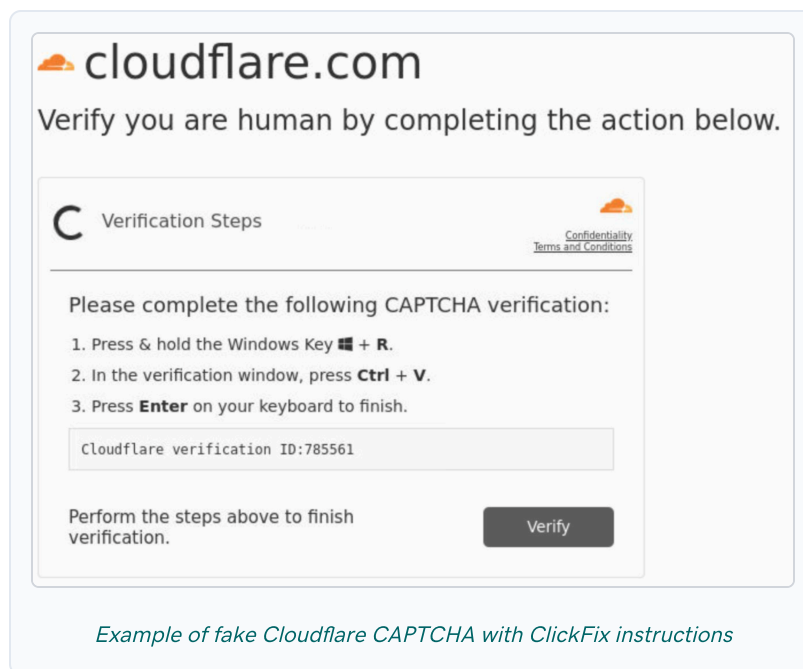 cloudflare.com
Verify you are human by completing the action below.
Verification Steps
Confidentiality
Terms and Conditions
Please complete the following CAPTCHA verification:
1. Press & hold the Windows Key + R.
2. In the verification window, press Ctrl + V.
3. Press Enter on your keyboard to finish.
Cloudflare verification ID:785561
Perform the steps above to finish
verification.
Verify
Example of fake Cloudflare CAPTCHA with ClickFix instructions